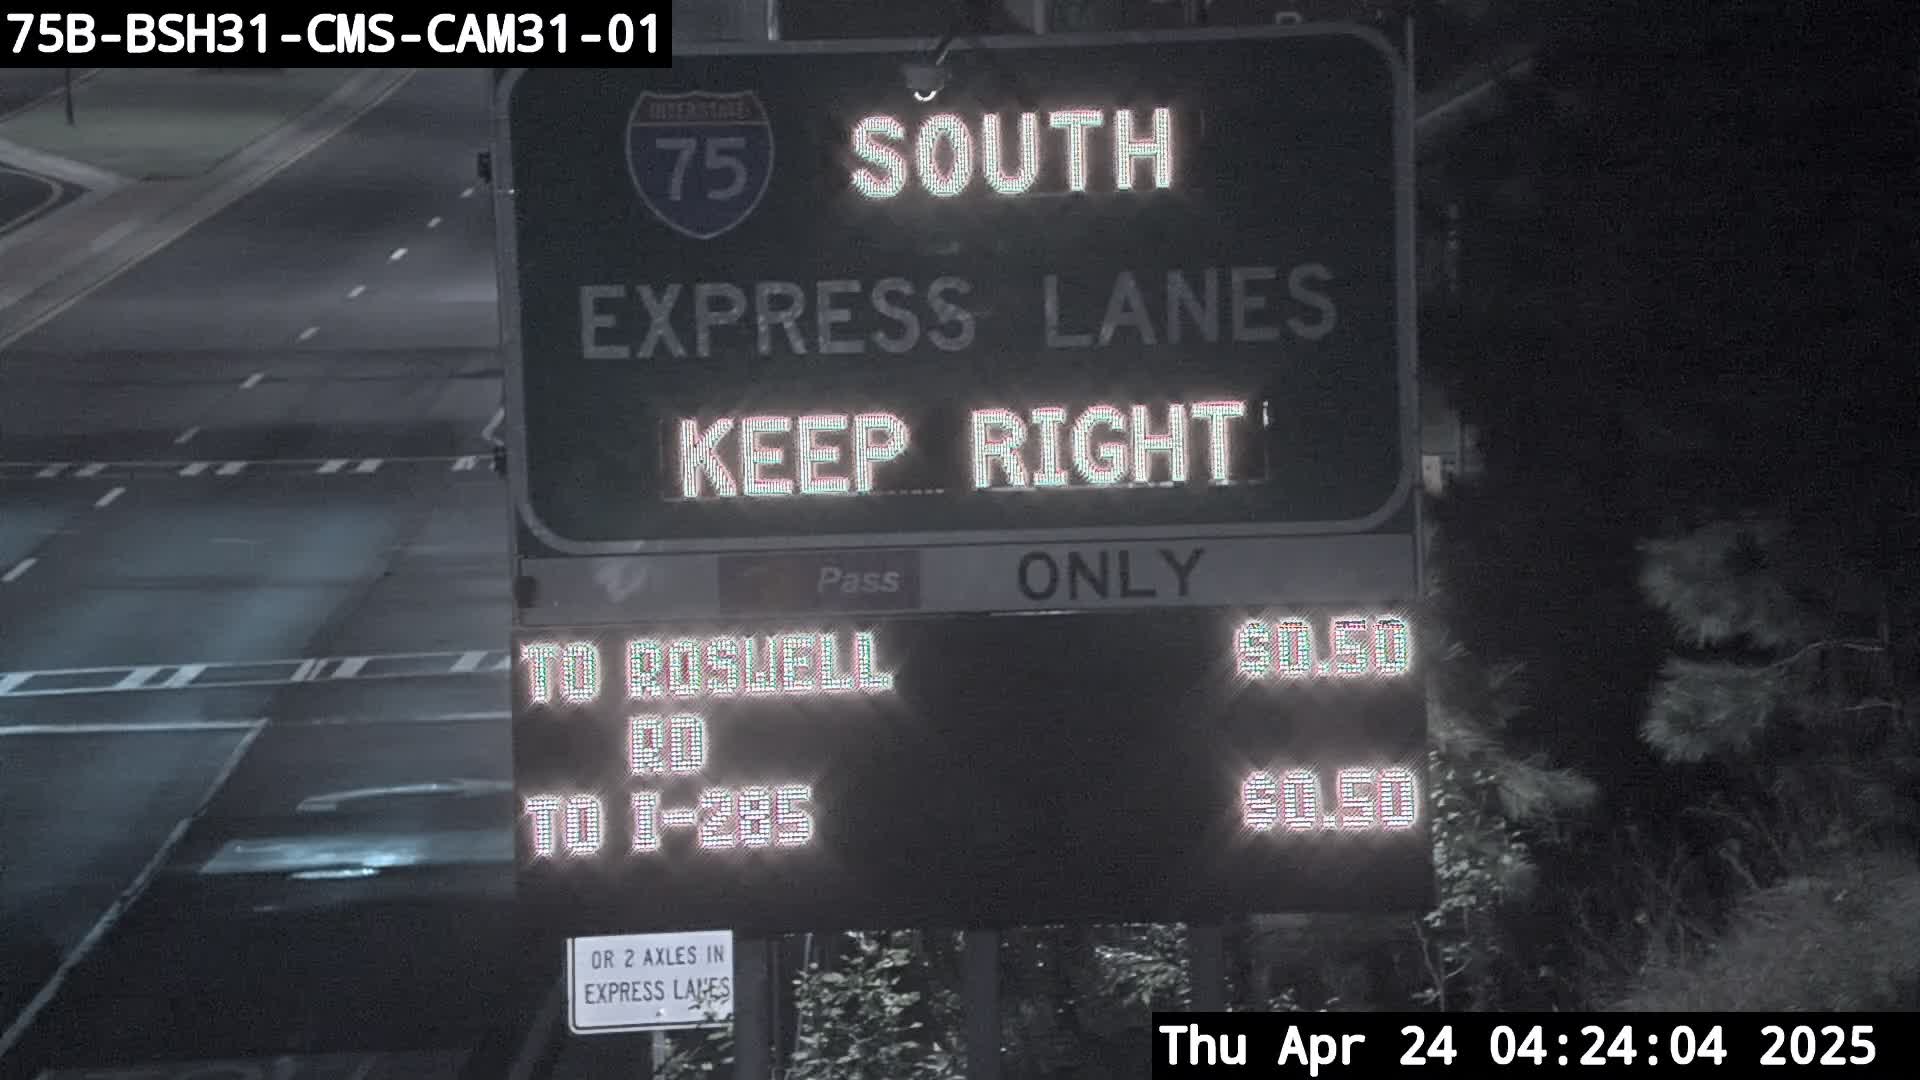 75B-BSH31-CMS-CAM31-01
INTERSTATE
75
SOUTH
EXPRESS LANES
KEEP RIGHT
Pass ONLY
TO ROSWELL $0.50
RD
TO I-285 $0.50
OR 2 AXLES IN
EXPRESS LANES
Thu Apr 24 04:24:04 2025